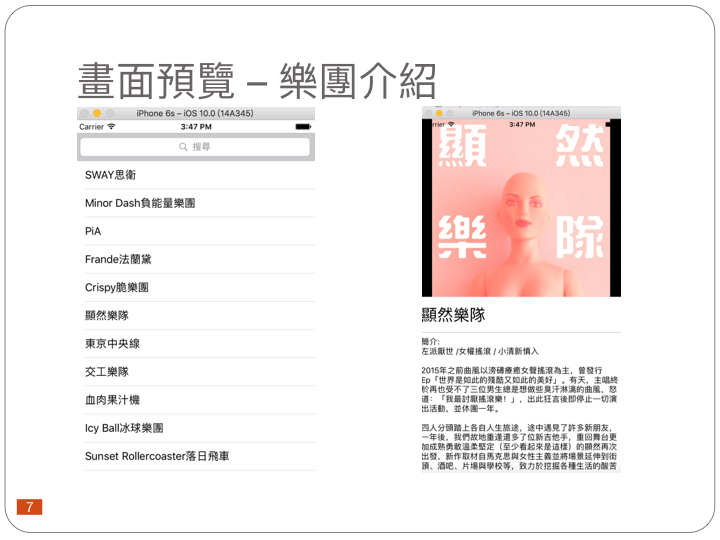 畫面預覽 – 樂團介紹
iPhone 6s – iOS 10.0 (14A345)
Carrier 3:47 PM
搜尋
SWAY思衛
Minor Dash負能量樂團
PiA
Frande法蘭黛
Crispy脆樂團
顯然樂隊
東京中央線
交工樂隊
血肉果汁機
Icy Ball冰球樂團
Sunset Rollercoaster落日飛車
iPhone 6s – iOS 10.0 (14A345)
rrier 3:47 PM
顯 然
樂 隊
顯然樂隊
簡介:
左派厭世 /女權搖滾 / 小清新慎入
2015年之前曲風以滂礡療癒女聲搖滾為主，曾發行
Ep「世界是如此的殘酷又如此的美好」。有天，主唱終
於再也受不了三位男生總是想做些臭汗淋漓的曲風，怒
道：「我最討厭搖滾樂！」，出此狂言後即停止一切演
出活動，並休團一年。
四人分頭踏上各自人生旅途，途中遇見了許多新朋友，
一年後，我們故地重逢還多了位新吉他手，重回舞台更
加成熟勇敢溫柔堅定（至少看起來是這樣）的顯然再次
出發，新作取材自馬克思與女性主義並將場景延伸到街
頭、酒吧、片場與學校等，致力於挖掘各種生活的酸苦
7